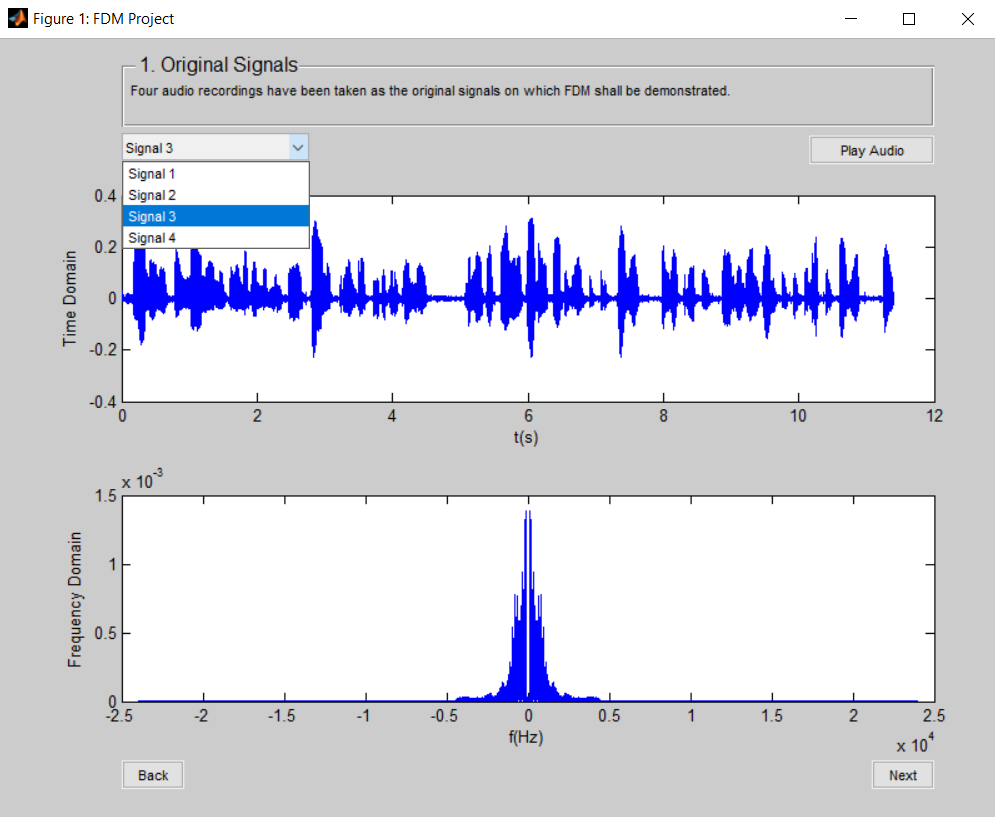 Figure 1: FDM Project
1. Original Signals
Four audio recordings have been taken as the original signals on which FDM shall be demonstrated.
Signal 3
Play Audio
Signal 1
Signal 2
Signal 3
Signal 4
Time Domain
0.4
0.2
0
-0.2
-0.4
0 2 4 6 8 10 12
t(s)
x 10^-3
Frequency Domain
1.5
1
0.5
0
-2.5 -2 -1.5 -1 -0.5 0 0.5 1 1.5 2 2.5
f(Hz)
x 10^4
Back
Next